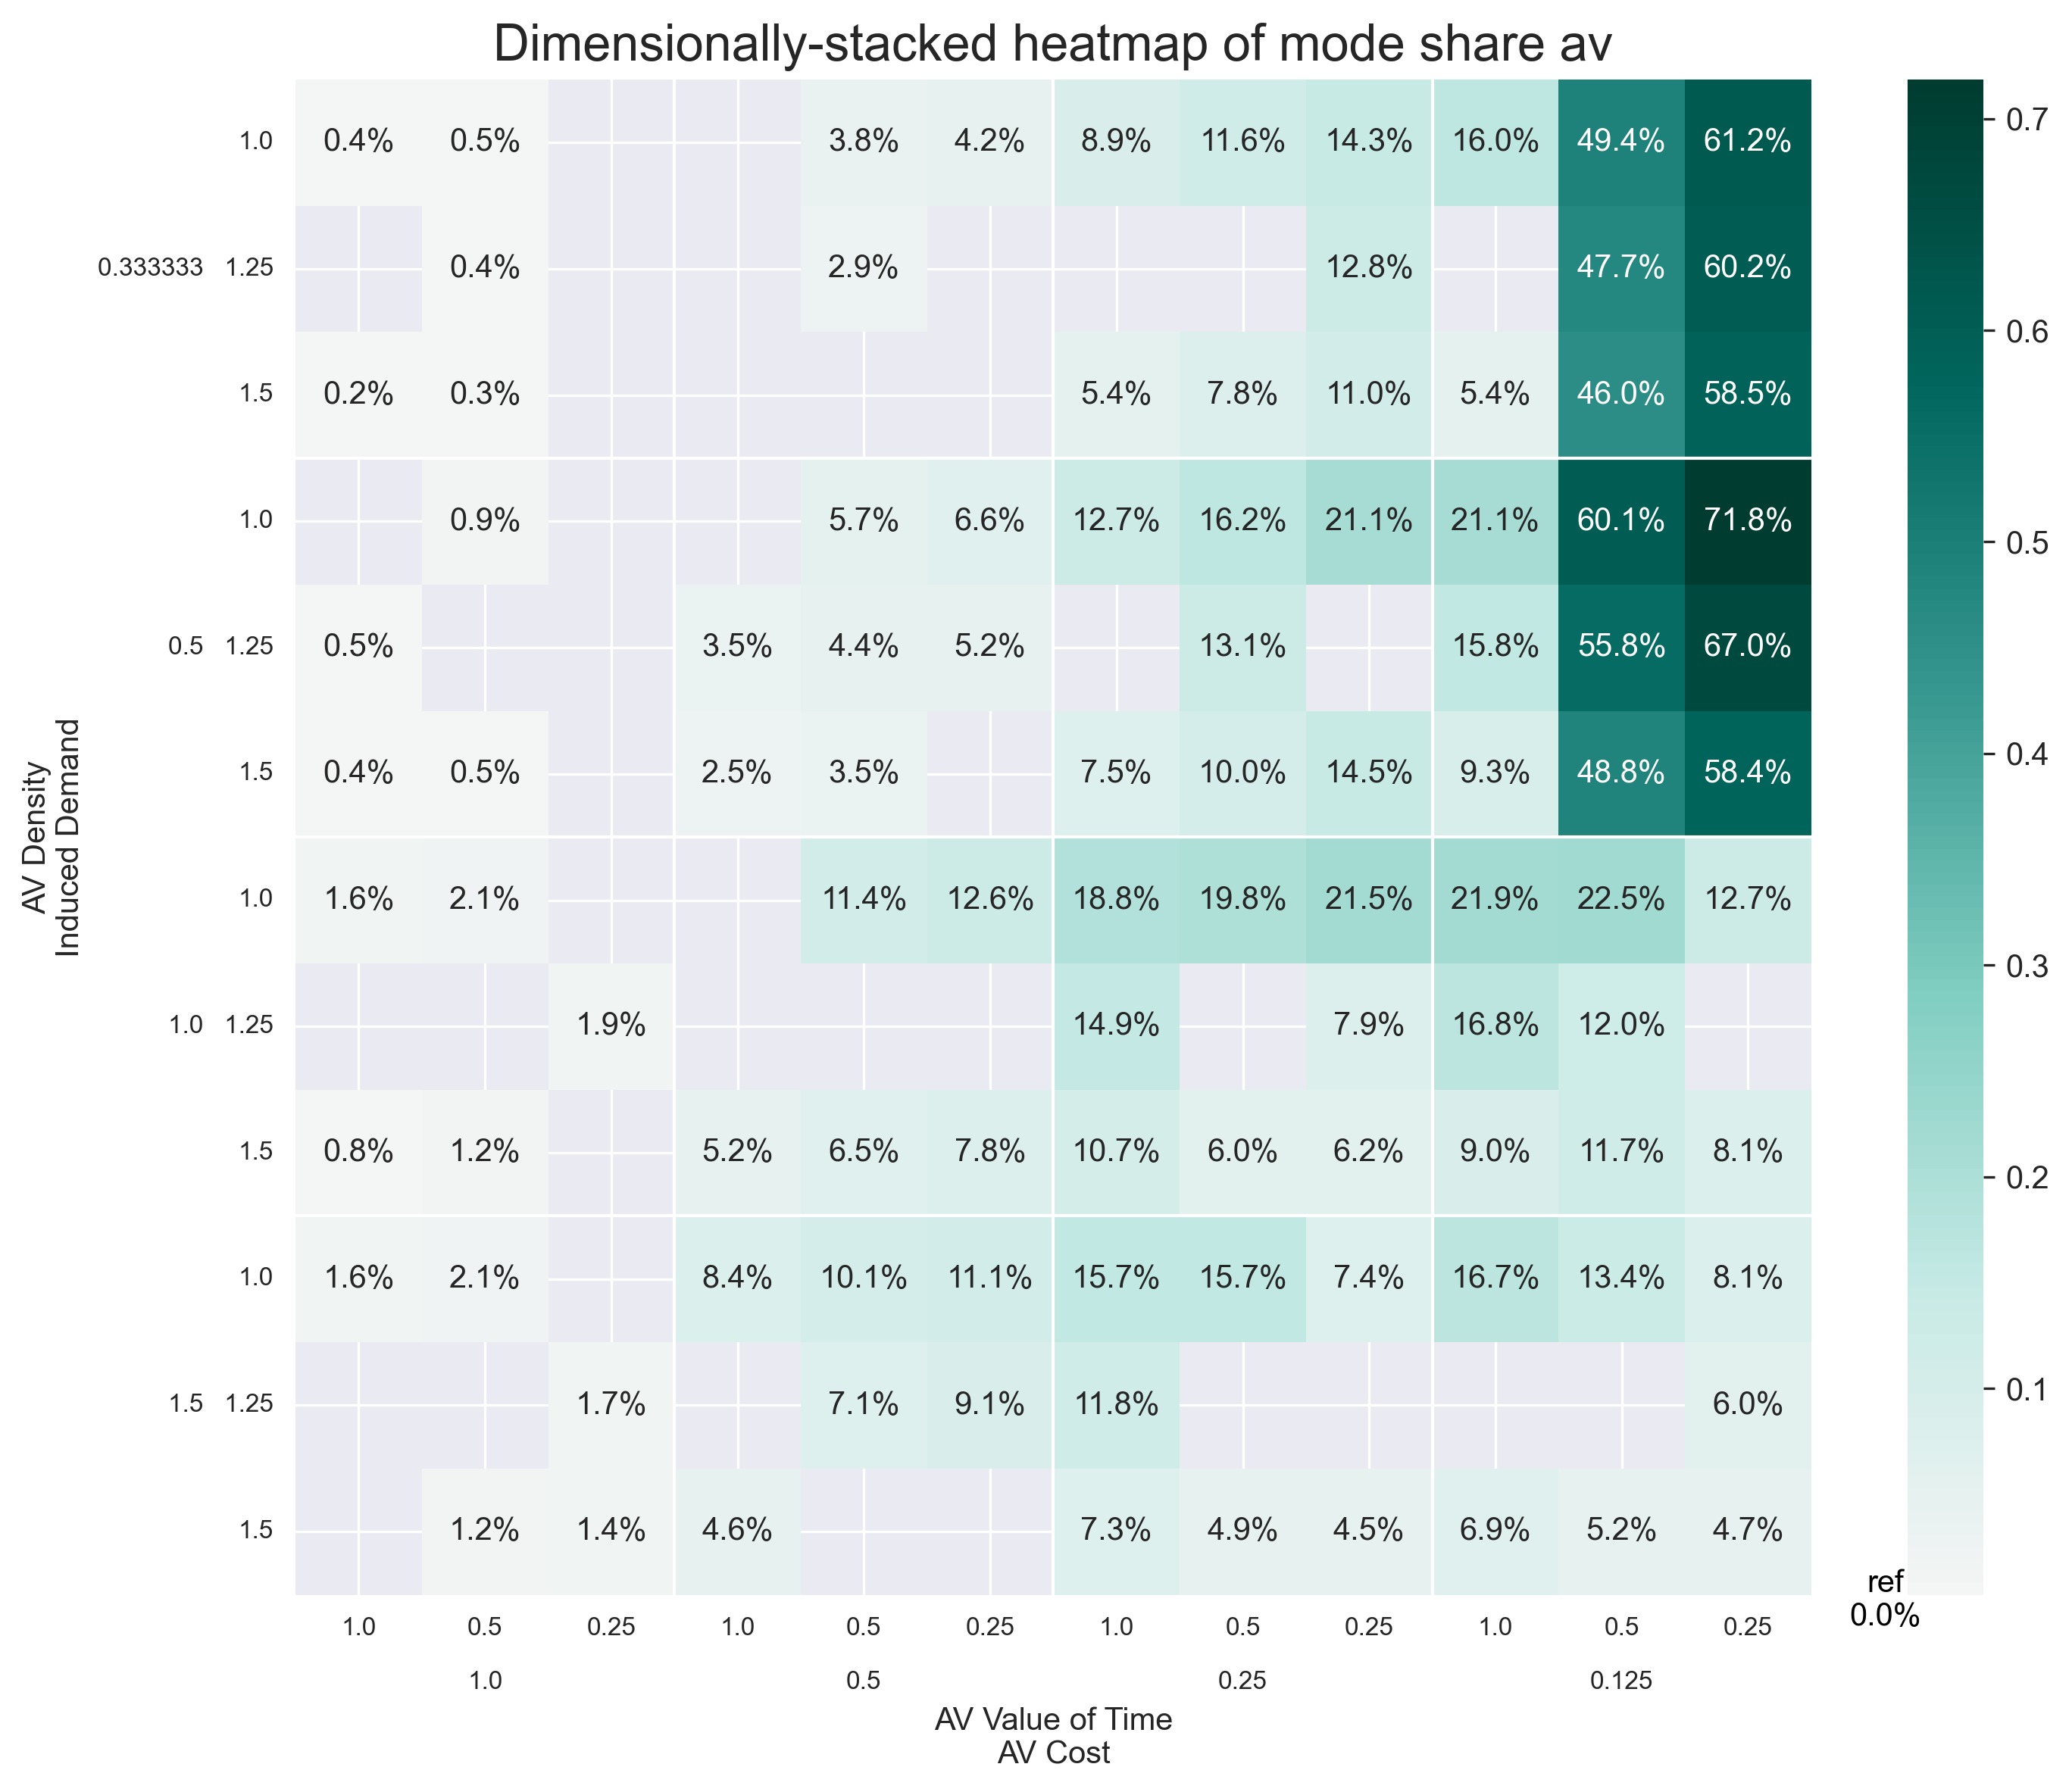 Dimensionally-stacked heatmap of mode share av
1.0 0.4% 0.5% 3.8% 4.2% 8.9% 11.6% 14.3% 16.0% 49.4% 61.2%
0.333333 1.25 0.4% 2.9% 12.8% 47.7% 60.2%
1.5 0.2% 0.3% 5.4% 7.8% 11.0% 5.4% 46.0% 58.5%
1.0 0.9% 5.7% 6.6% 12.7% 16.2% 21.1% 21.1% 60.1% 71.8%
0.5 1.25 0.5% 3.5% 4.4% 5.2% 13.1% 15.8% 55.8% 67.0%
1.5 0.4% 0.5% 2.5% 3.5% 7.5% 10.0% 14.5% 9.3% 48.8% 58.4%
1.0 1.6% 2.1% 11.4% 12.6% 18.8% 19.8% 21.5% 21.9% 22.5% 12.7%
1.0 1.25 1.9% 14.9% 7.9% 16.8% 12.0%
1.5 0.8% 1.2% 5.2% 6.5% 7.8% 10.7% 6.0% 6.2% 9.0% 11.7% 8.1%
1.0 1.6% 2.1% 8.4% 10.1% 11.1% 15.7% 15.7% 7.4% 16.7% 13.4% 8.1%
1.5 1.25 1.7% 7.1% 9.1% 11.8% 6.0%
1.5 1.2% 1.4% 4.6% 7.3% 4.9% 4.5% 6.9% 5.2% 4.7%
1.0 0.5 0.25 1.0 0.5 0.25 1.0 0.5 0.25 1.0 0.5 0.25
1.0 0.5 0.25 0.125
AV Value of Time
AV Cost
AV Density
Induced Demand
0.7
0.6
0.5
0.4
0.3
0.2
0.1
ref
0.0%